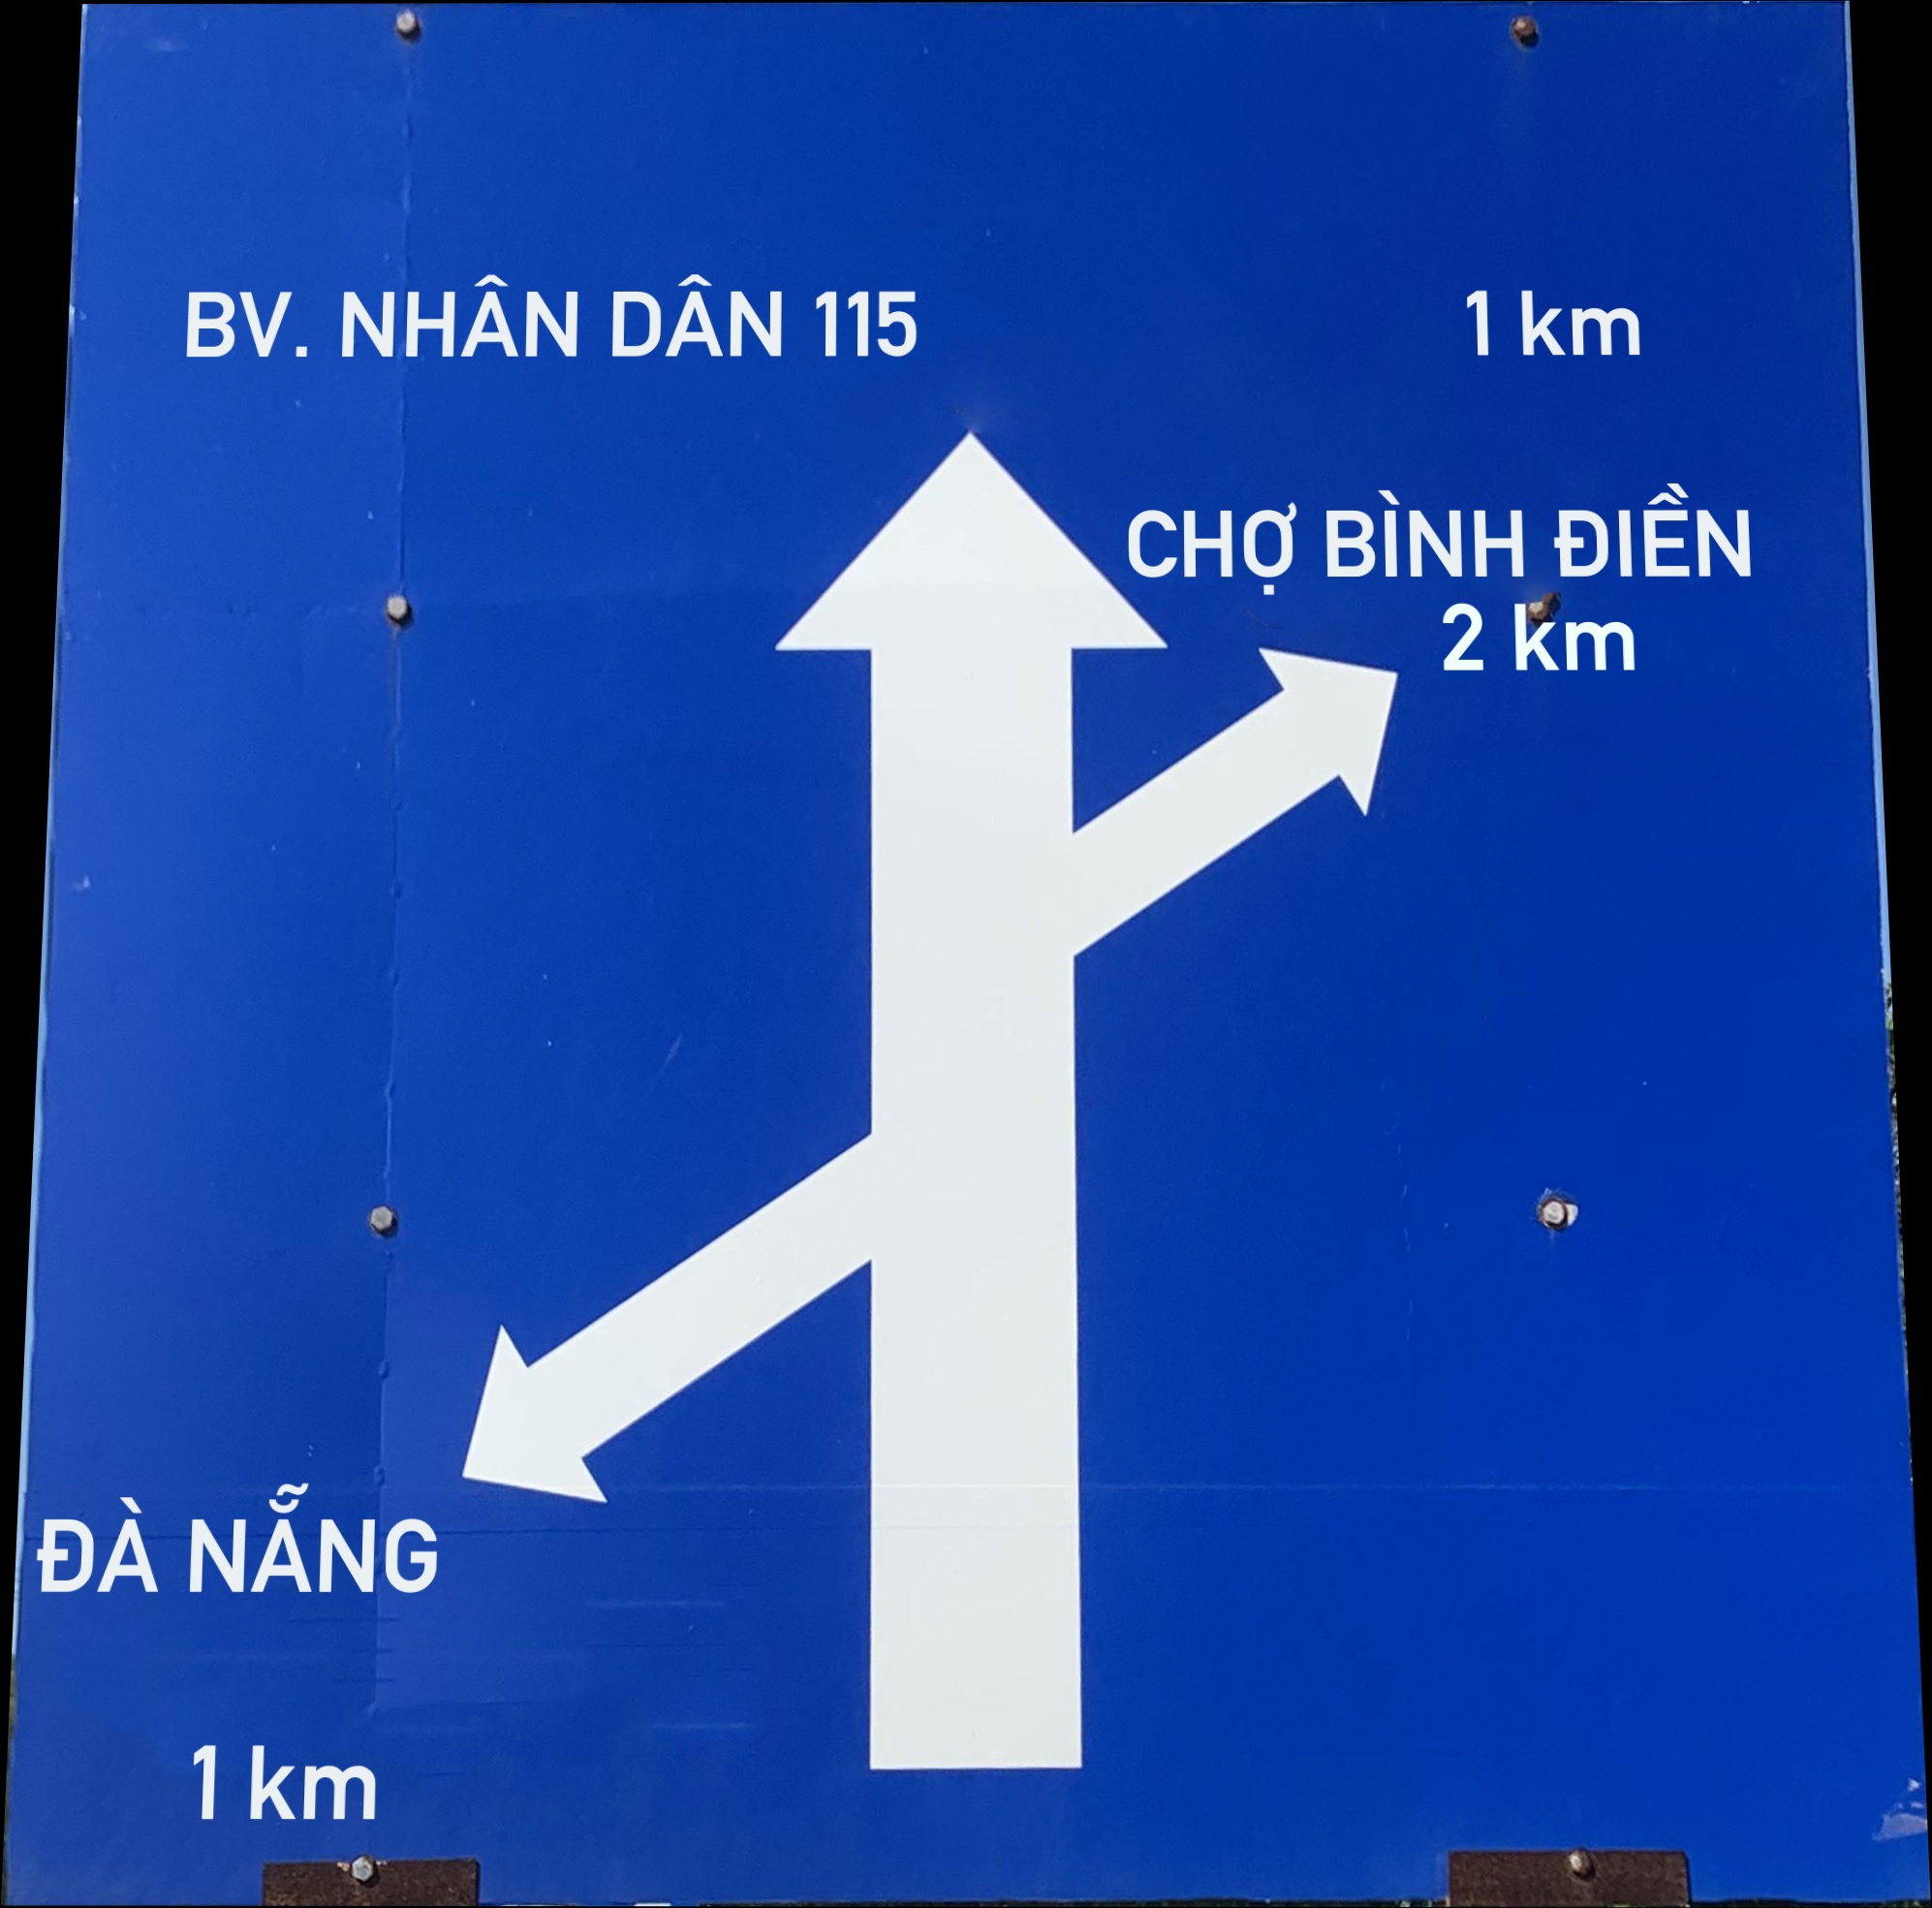 BV. NHÂN DÂN 115 1 km
CHỢ BÌNH ĐIỀN
2 km
ĐÀ NẴNG
1 km